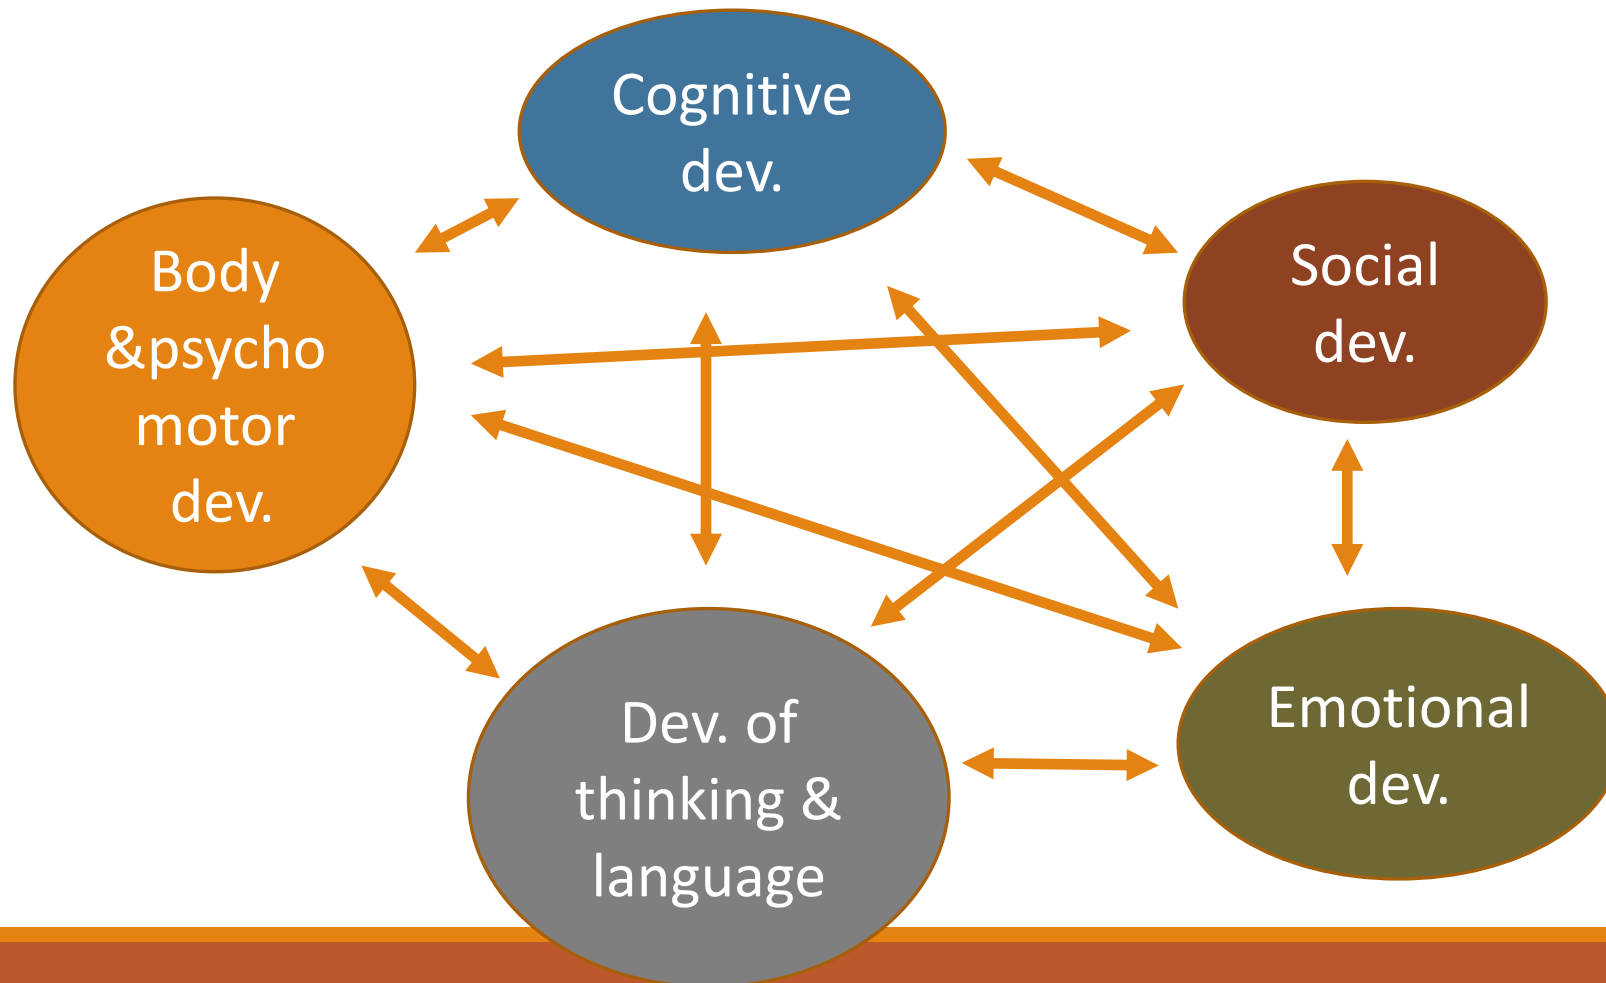 Cognitive
dev.
Body
&psycho
motor
dev.
Social
dev.
Dev. of
thinking &
language
Emotional
dev.